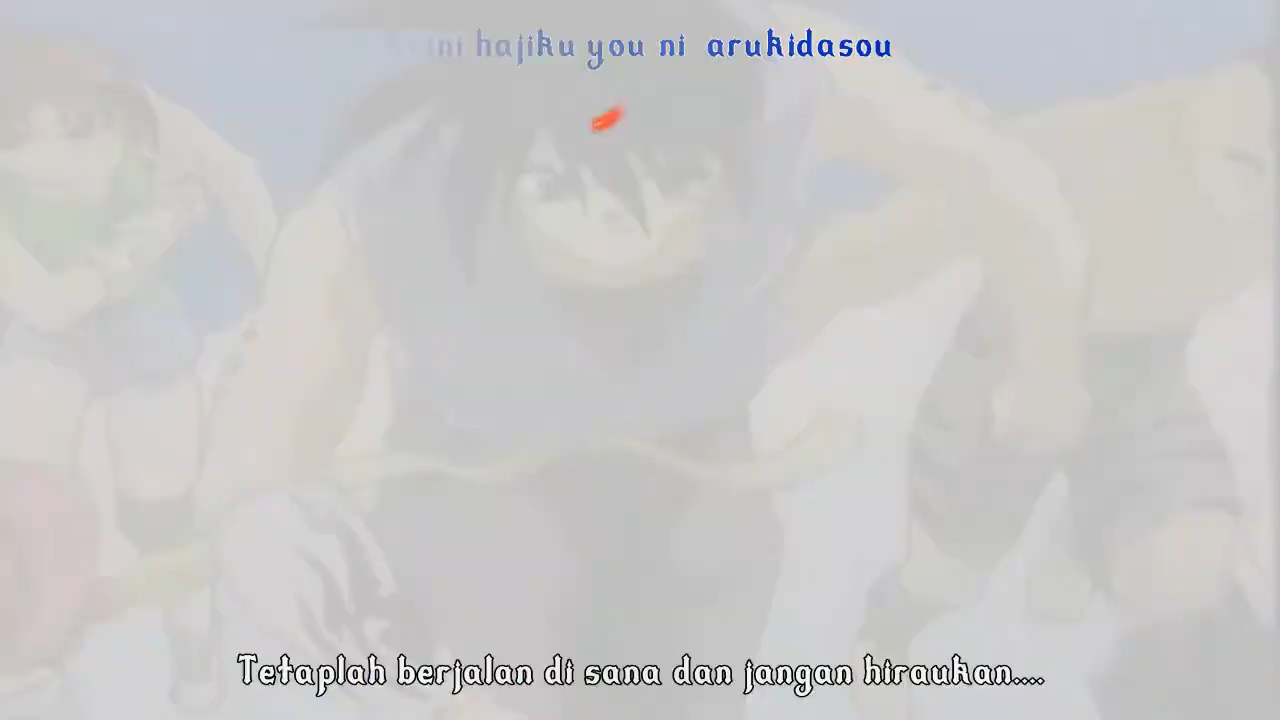 hajiku you ni arukidasou
Tetaplah berjalan di sana dan jangan hiraukan....